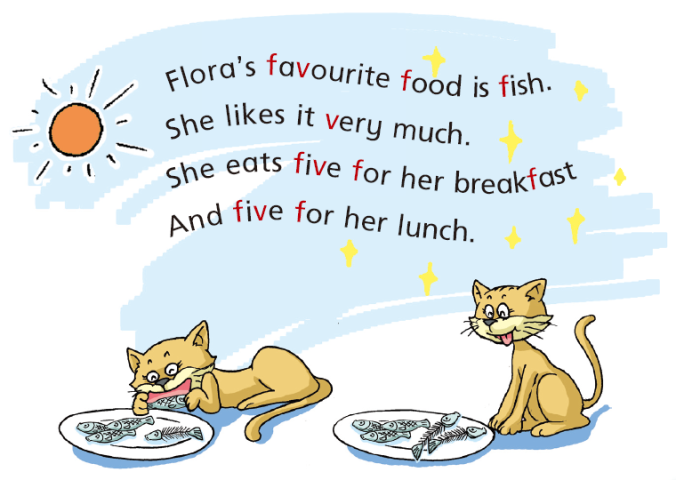 Flora's favourite food is fish.
She likes it very much.
She eats five for her breakfast
And five for her lunch.